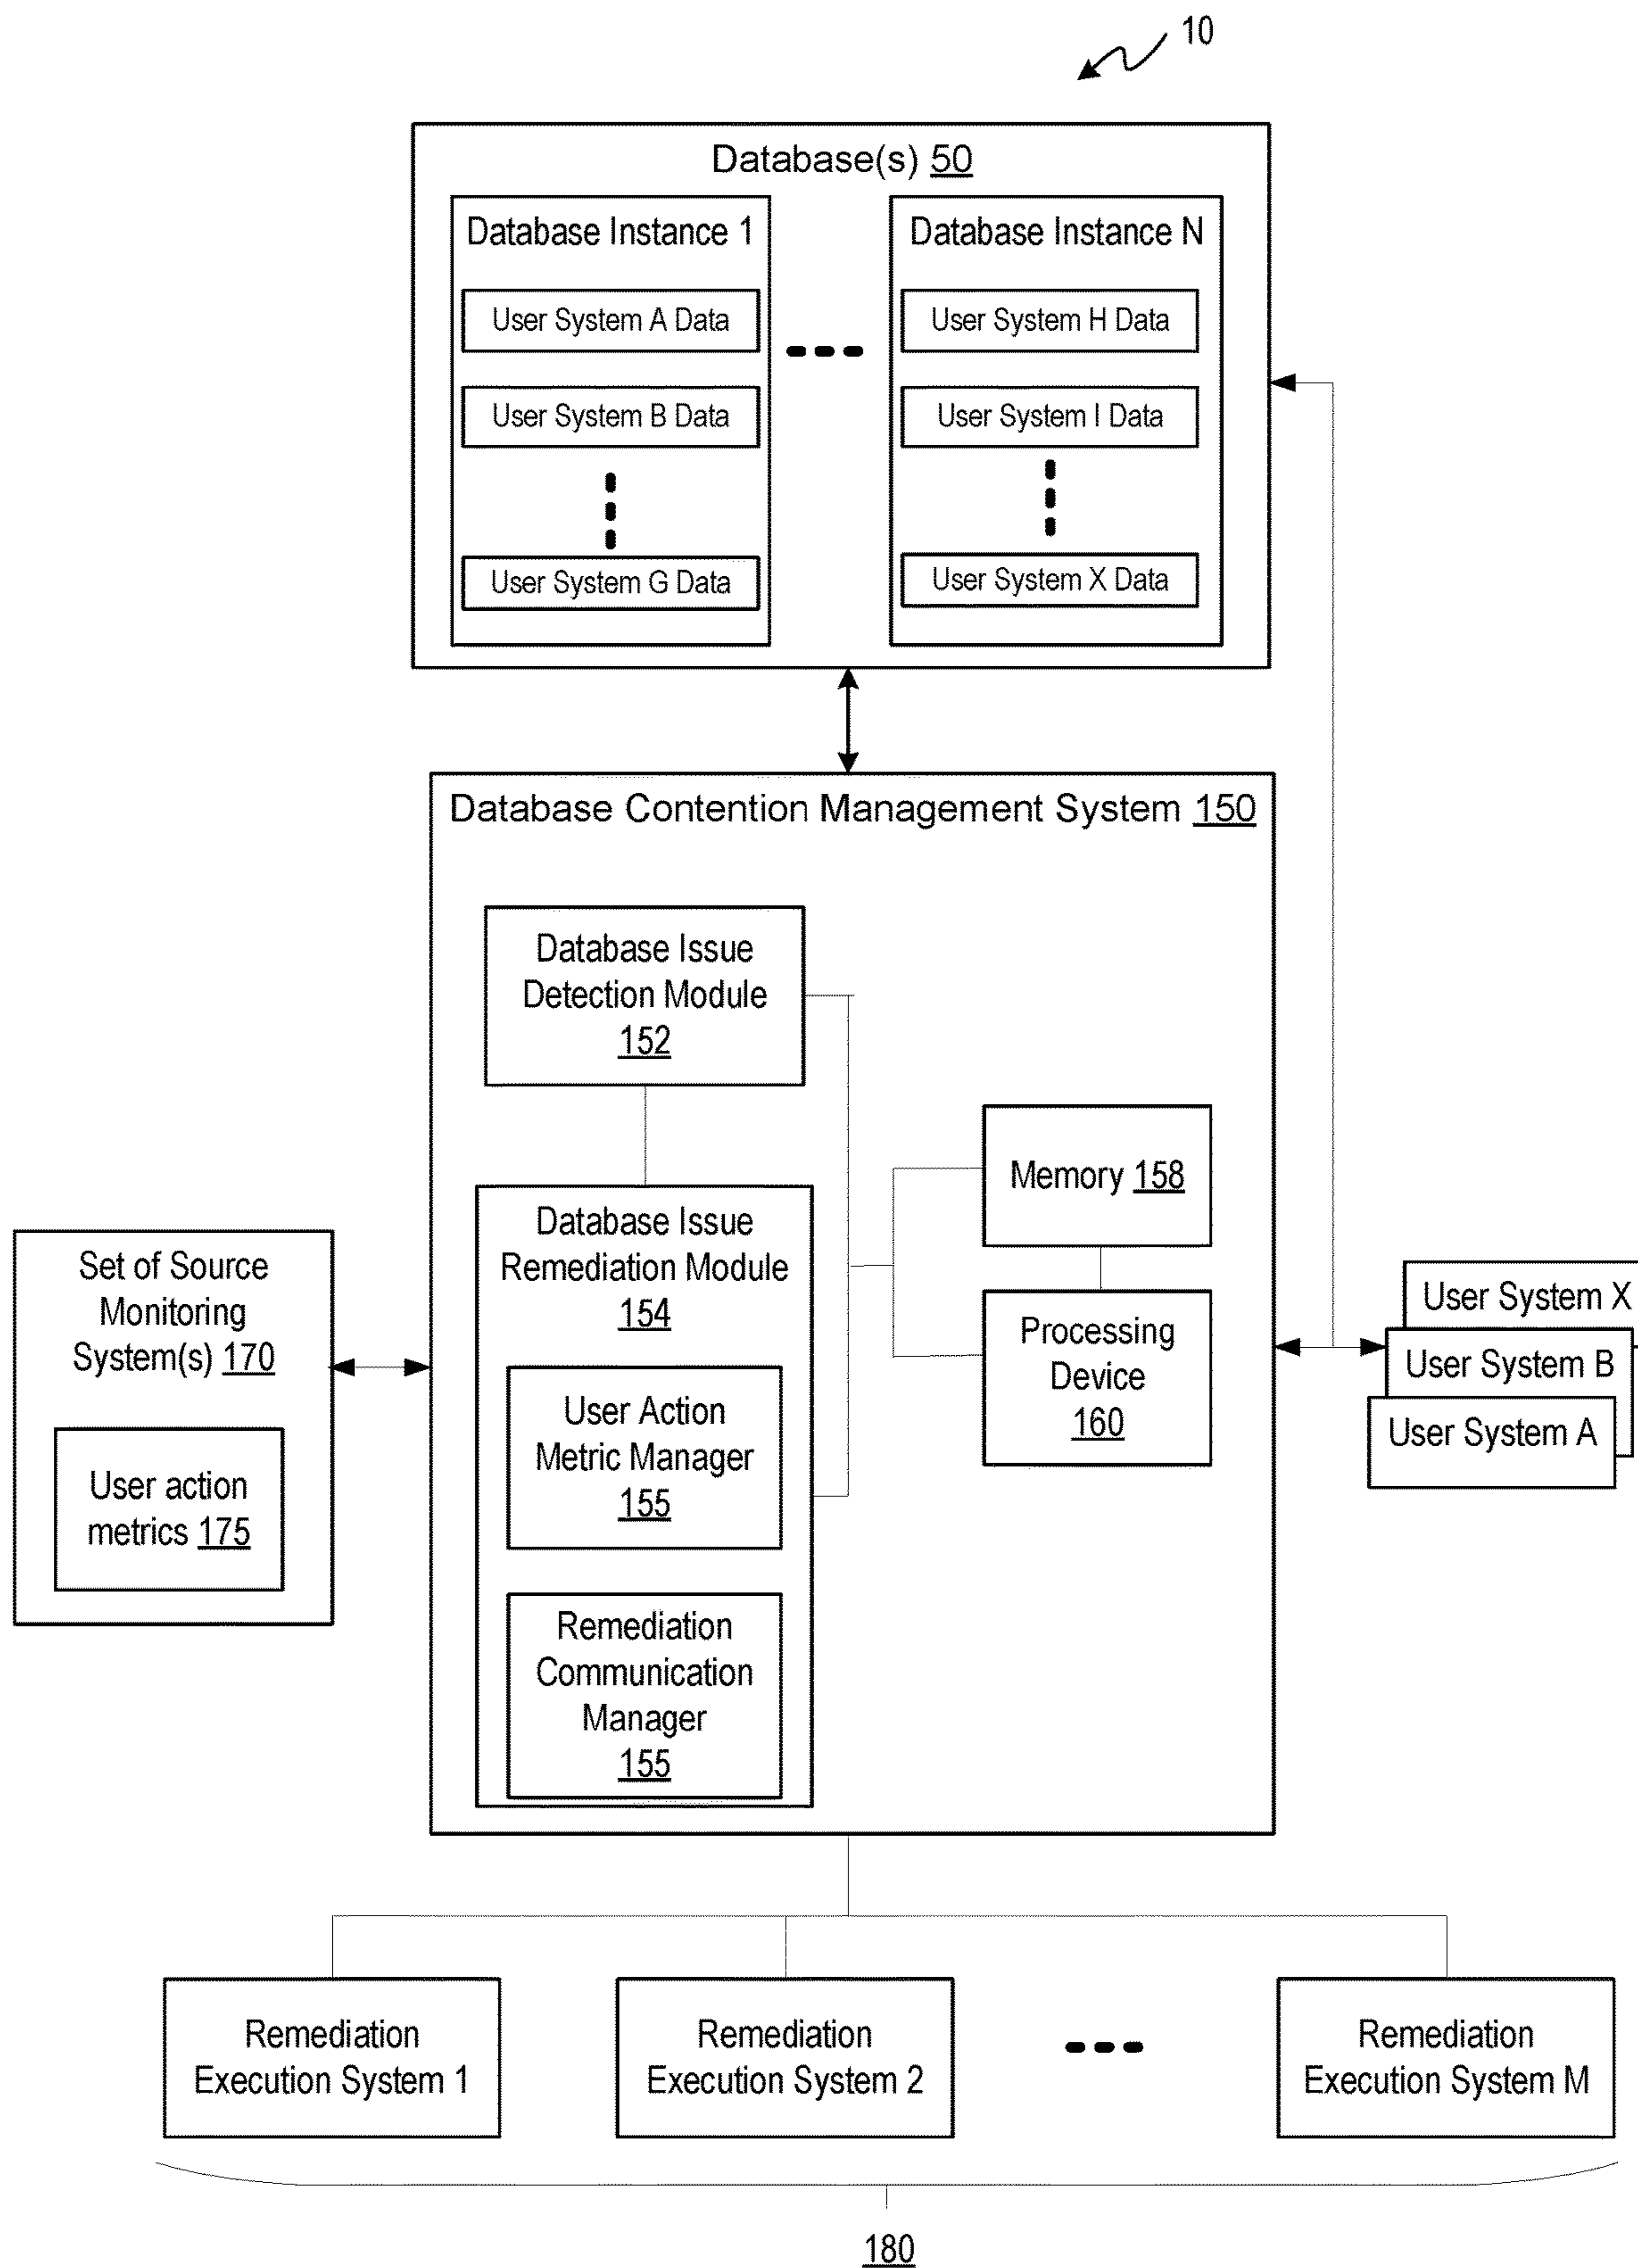 10
Database(s) 50
Database Instance 1
User System A Data
User System B Data
User System G Data
Database Instance N
User System H Data
User System I Data
User System X Data
Database Contention Management System 150
Database Issue
Detection Module
152
Database Issue
Remediation Module
154
User Action
Metric Manager
155
Remediation
Communication
Manager
155
Memory 158
Processing
Device
160
Set of Source
Monitoring
System(s) 170
User action
metrics 175
User System X
User System B
User System A
Remediation
Execution System 1
Remediation
Execution System 2
Remediation
Execution System M
180